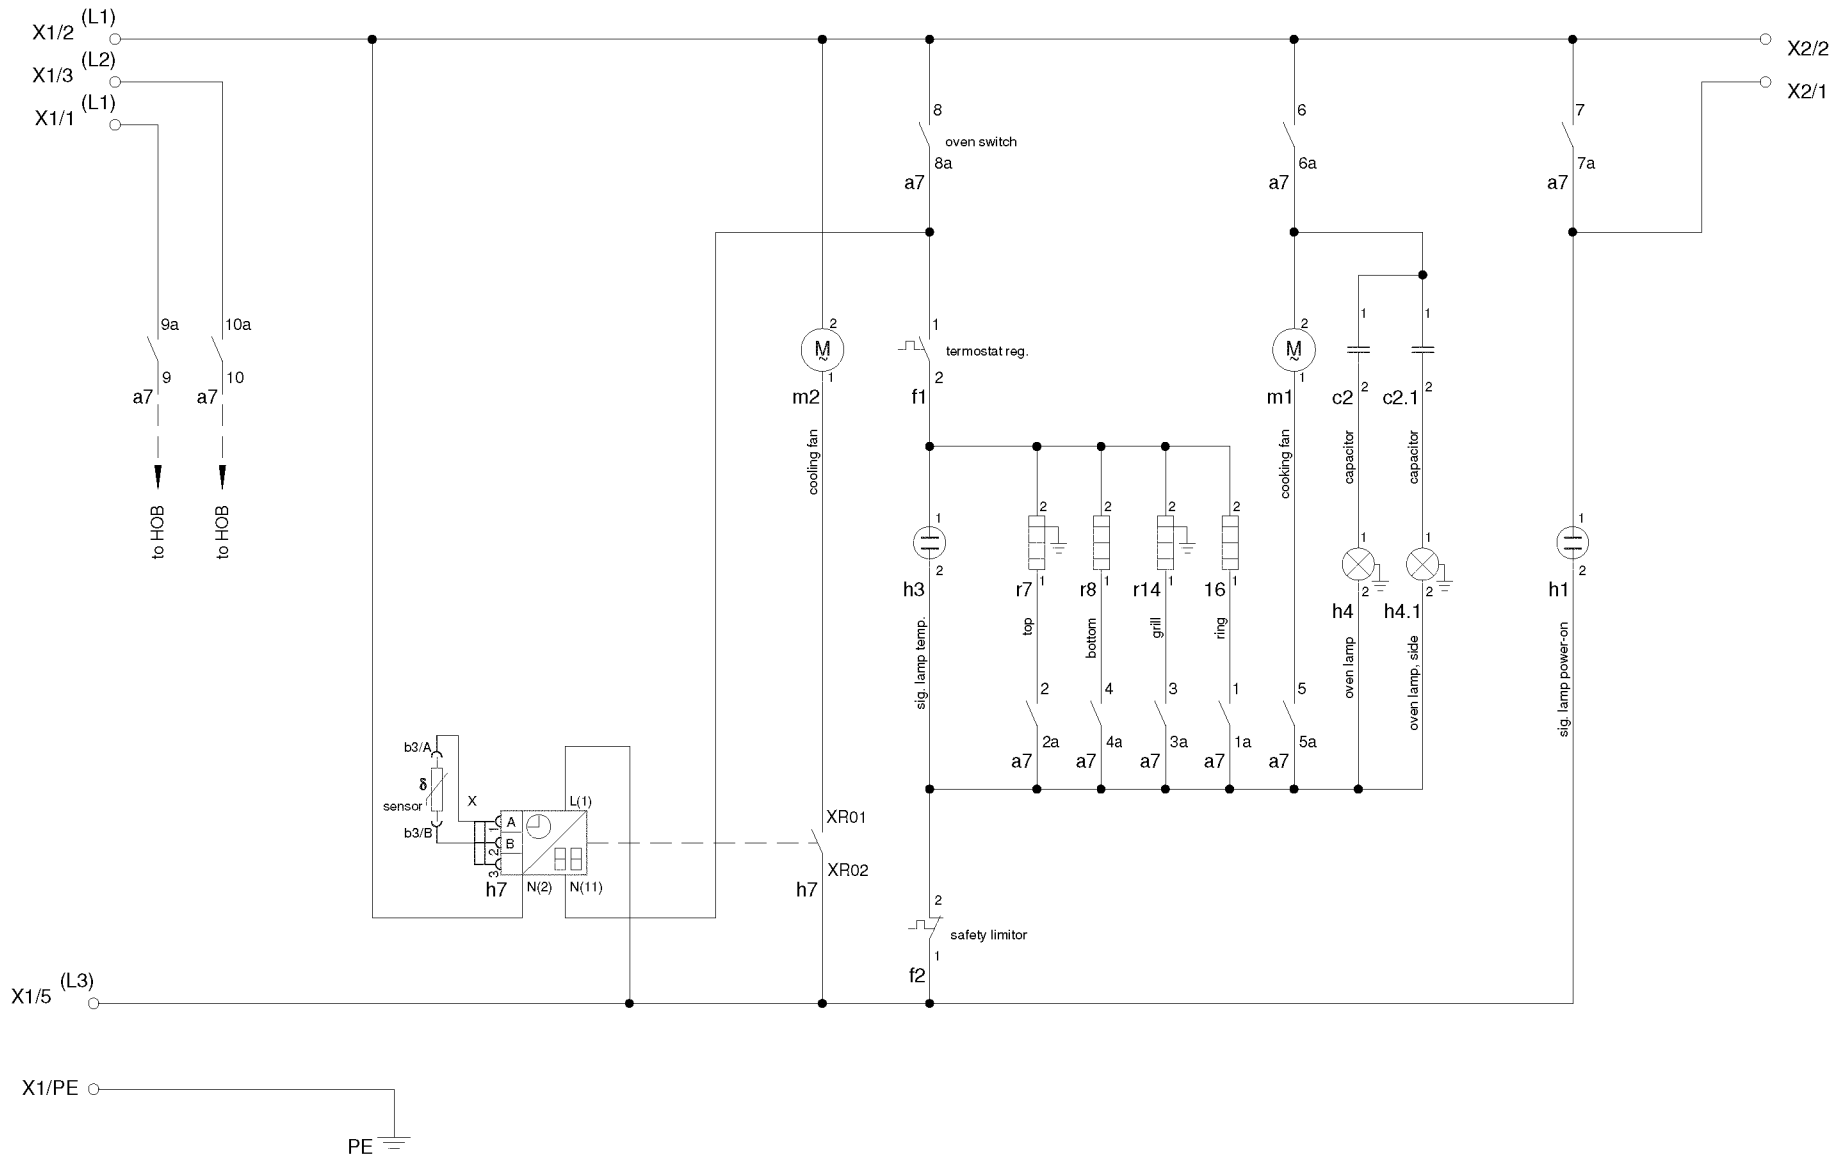 X1/2 (L1)
X1/3 (L2)
X1/1 (L1)
X2/2
X2/1
8
oven switch
8a
a7
6
6a
a7
7
7a
a7
9a
9
a7
to HOB
10a
10
a7
to HOB
2
M
~
1
m2
cooling fan
1
termostat reg.
2
f1
2
M
~
1
m1
cooking fan
1
c2 2
capacitor
1
c2.1 2
capacitor
1
2
h3
sig. lamp temp.
2
r7 1
top
2
r8 1
bottom
2
r14 1
grill
2
16 1
ring
1
2
h4
oven lamp
1
2
h4.1
oven lamp, side
1
2
h1
sig. lamp power-on
2
2a
a7
4
4a
a7
3
3a
a7
1
1a
a7
5
5a
a7
b3/A
δ
sensor
b3/B
X
L(1)
A
1
B
2
3
h7
N(2)
N(11)
XR01
XR02
h7
2
safety limitor
1
f2
X1/5 (L3)
X1/PE
PE